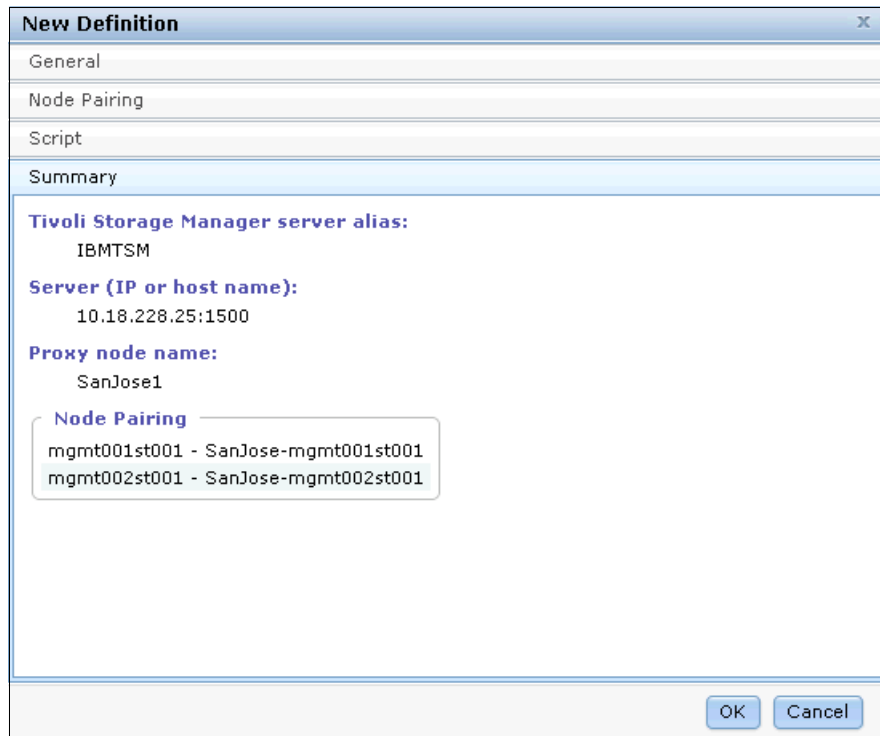 New Definition
x
General
Node Pairing
Script
Summary
Tivoli Storage Manager server alias:
IBMTSM
Server (IP or host name):
10.18.228.25:1500
Proxy node name:
SanJose1
Node Pairing
mgmt001st001 - SanJose-mgmt001st001
mgmt002st001 - SanJose-mgmt002st001
OK Cancel